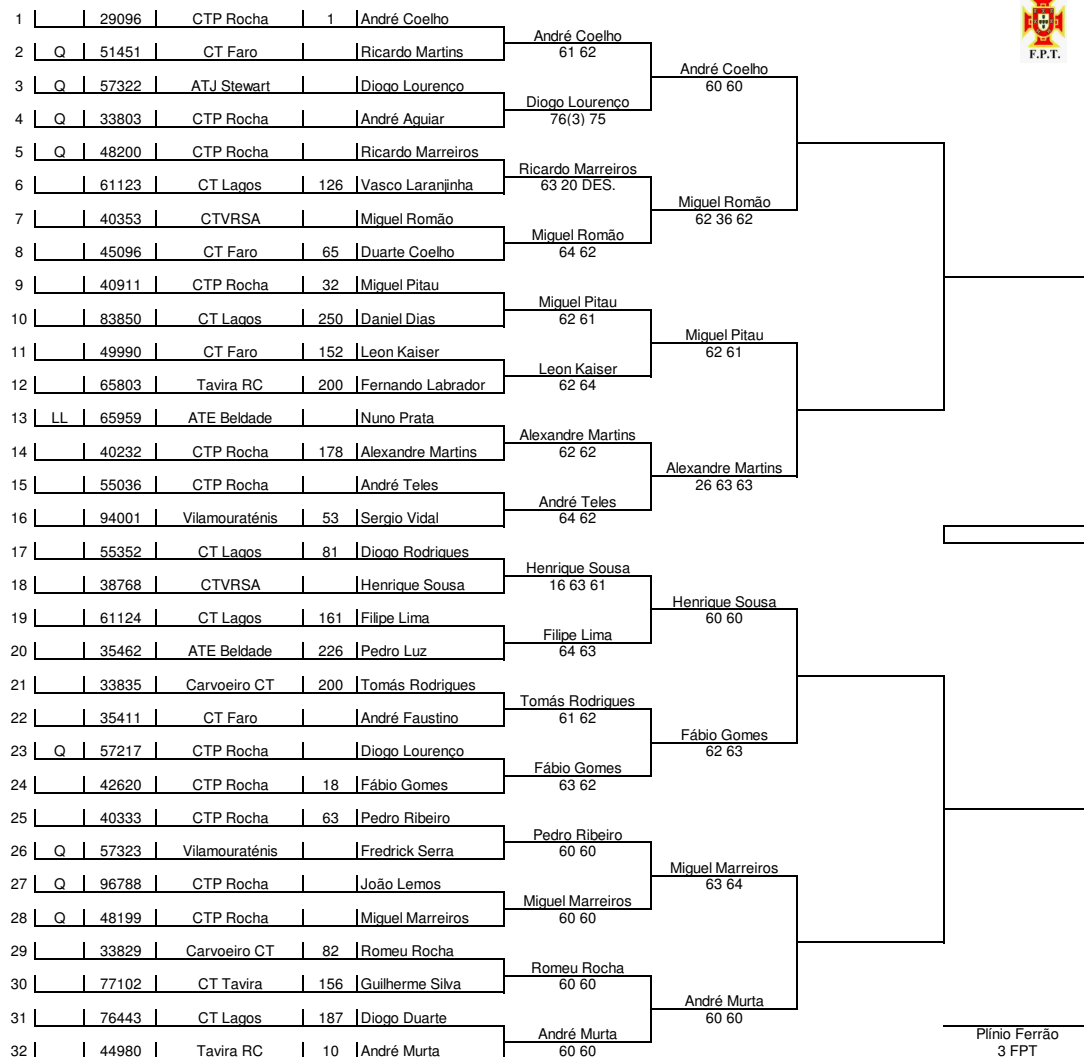 1 29096 CTP Rocha 1 André Coelho
André Coelho
61 62
2 Q 51451 CT Faro Ricardo Martins
André Coelho
60 60
3 Q 57322 ATJ Stewart Diogo Lourenço
Diogo Lourenço
76(3) 75
4 Q 33803 CTP Rocha André Aguiar
5 Q 48200 CTP Rocha Ricardo Marreiros
Ricardo Marreiros
63 20 DES.
6 61123 CT Lagos 126 Vasco Laranjinha
Miguel Romão
62 36 62
7 40353 CTVRSA Miguel Romão
Miguel Romão
64 62
8 45096 CT Faro 65 Duarte Coelho
9 40911 CTP Rocha 32 Miguel Pitau
Miguel Pitau
62 61
10 83850 CT Lagos 250 Daniel Dias
Miguel Pitau
62 61
11 49990 CT Faro 152 Leon Kaiser
Leon Kaiser
62 64
12 65803 Tavira RC 200 Fernando Labrador
13 LL 65959 ATE Beldade Nuno Prata
Alexandre Martins
62 62
14 40232 CTP Rocha 178 Alexandre Martins
Alexandre Martins
26 63 63
15 55036 CTP Rocha André Teles
André Teles
64 62
16 94001 Vilamouraténis 53 Sergio Vidal
17 55352 CT Lagos 81 Diogo Rodrigues
Henrique Sousa
16 63 61
18 38768 CTVRSA Henrique Sousa
Henrique Sousa
60 60
19 61124 CT Lagos 161 Filipe Lima
Filipe Lima
64 63
20 35462 ATE Beldade 226 Pedro Luz
21 33835 Carvoeiro CT 200 Tomás Rodrigues
Tomás Rodrigues
61 62
22 35411 CT Faro André Faustino
Fábio Gomes
62 63
23 Q 57217 CTP Rocha Diogo Lourenço
Fábio Gomes
63 62
24 42620 CTP Rocha 18 Fábio Gomes
25 40333 CTP Rocha 63 Pedro Ribeiro
Pedro Ribeiro
60 60
26 Q 57323 Vilamouraténis Fredrick Serra
Miguel Marreiros
63 64
27 Q 96788 CTP Rocha João Lemos
Miguel Marreiros
60 60
28 Q 48199 CTP Rocha Miguel Marreiros
29 33829 Carvoeiro CT 82 Romeu Rocha
Romeu Rocha
60 60
30 77102 CT Tavira 156 Guilherme Silva
André Murta
60 60
31 76443 CT Lagos 187 Diogo Duarte
André Murta
60 60
32 44980 Tavira RC 10 André Murta
F.P.T.
Plínio Ferrão
3 FPT